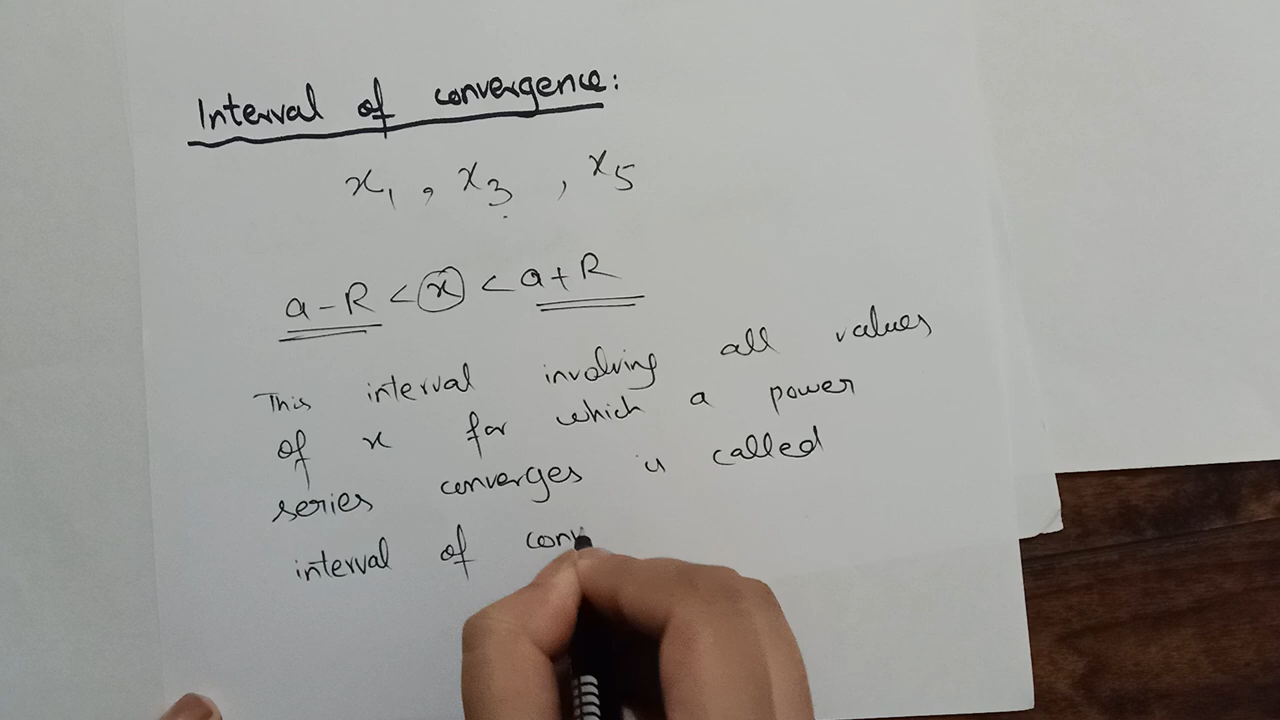 Interval of convergence:
x₁, x₃, x₅
a-R < x < a+R
This interval involving all values
of x for which a power
series converges is called
interval of conv